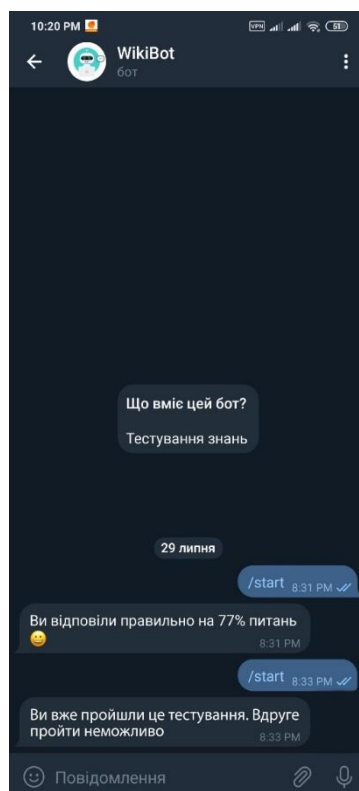 10:20 PM
VPN
51
WikiBot
бот
Що вміє цей бот?
Тестування знань
29 липня
/start 8:31 PM
Ви відповіли правильно на 77% питань
😀
8:31 PM
/start 8:33 PM
Ви вже пройшли це тестування. Вдруге
пройти неможливо
8:33 PM
Повідомлення